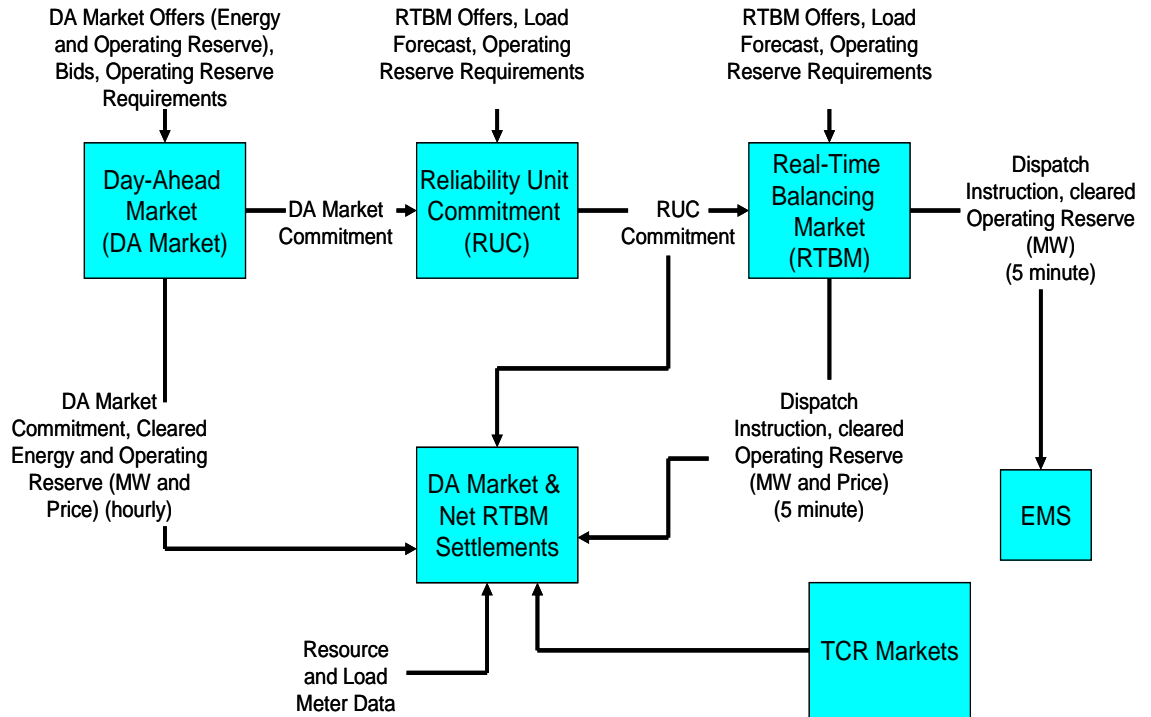 DA Market Offers (Energy
and Operating Reserve),
Bids, Operating Reserve
Requirements
RTBM Offers, Load
Forecast, Operating
Reserve Requirements
RTBM Offers, Load
Forecast, Operating
Reserve Requirements
Day-Ahead
Market
(DA Market)
DA Market
Commitment
Reliability Unit
Commitment
(RUC)
RUC
Commitment
Real-Time
Balancing
Market
(RTBM)
Dispatch
Instruction, cleared
Operating Reserve
(MW)
(5 minute)
DA Market
Commitment, Cleared
Energy and Operating
Reserve (MW and
Price) (hourly)
DA Market &
Net RTBM
Settlements
Dispatch
Instruction, cleared
Operating Reserve
(MW and Price)
(5 minute)
EMS
Resource
and Load
Meter Data
TCR Markets